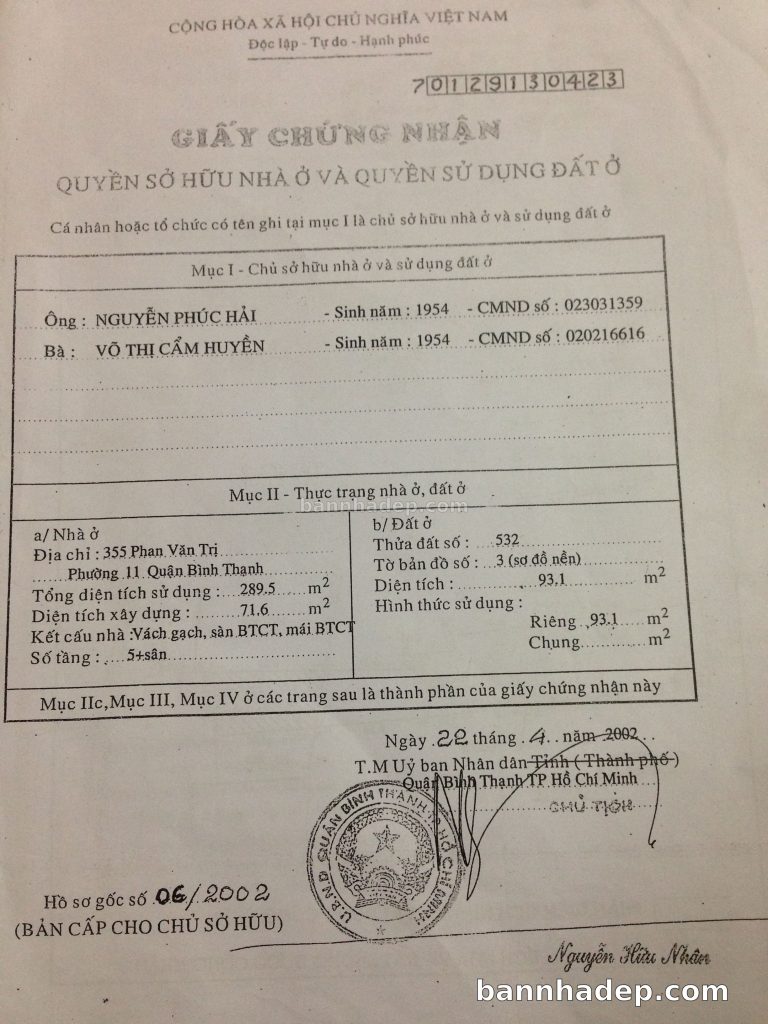 CỘNG HÒA XÃ HỘI CHỦ NGHĨA VIỆT NAM
Độc lập - Tự do - Hạnh phúc
701291130423
GIẤY CHỨNG NHẬN
QUYỀN SỞ HỮU NHÀ Ở VÀ QUYỀN SỬ DỤNG ĐẤT Ở
Cá nhân hoặc tổ chức có tên ghi tại mục I là chủ sở hữu nhà ở và sử dụng đất ở
Mục I - Chủ sở hữu nhà ở và sử dụng đất ở
Ông : NGUYỄN PHÚC HẢI - Sinh năm : 1954 - CMND số : 023031359
Bà : VÕ THỊ CẨM HUYỀN - Sinh năm : 1954 - CMND số : 020216616
Mục II - Thực trạng nhà ở, đất ở
bannhadep.com
a/ Nhà ở
Địa chỉ : 355 Phan Văn Trị
Phường 11 Quận Bình Thạnh
Tổng diện tích sử dụng : 289.5 m2
Diện tích xây dựng : 71.6 m2
Kết cấu nhà :Vách gạch, sàn BTCT, mái BTCT
Số tầng : 5+sân
b/ Đất ở
Thửa đất số : 532
Tờ bản đồ số : 3 (sơ đồ nền)
Diện tích : 93.1 m2
Hình thức sử dụng :
Riêng 93.1 m2
Chung m2
Mục IIc,Mục III, Mục IV ở các trang sau là thành phần của giấy chứng nhận này
Ngày 22 tháng 4 năm 2002
T.M Uỷ ban Nhân dân Tỉnh ( Thành phố )
Quận Bình Thạnh TP Hồ Chí Minh
CHỦ TỊCH
U.B.N.D QUẬN BÌNH THẠNH T.P HỒ CHÍ MINH
Hồ sơ gốc số 06/2002
(BẢN CẤP CHO CHỦ SỞ HỮU)
Nguyễn Hữu Nhân
bannhadep.com